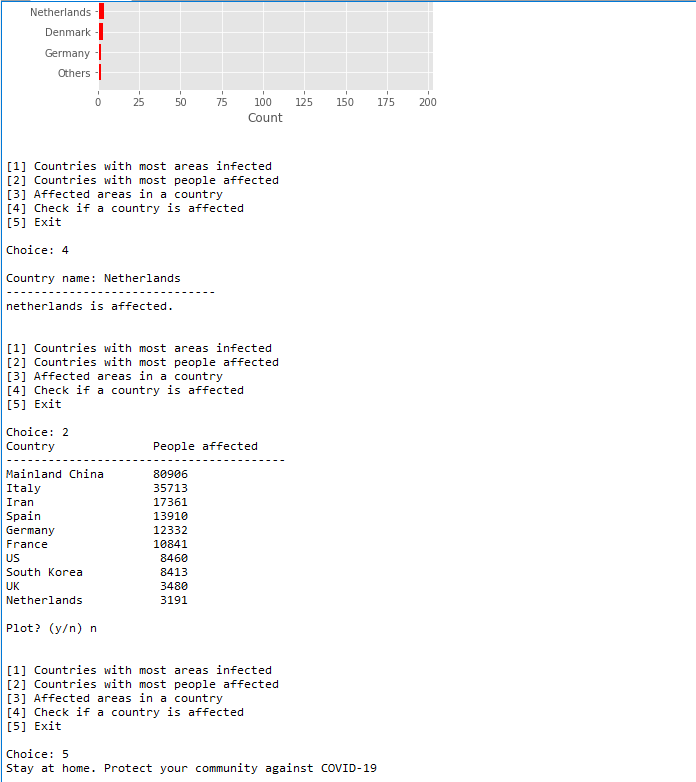 Netherlands
Denmark
Germany
Others
0 25 50 75 100 125 150 175 200
Count
[1] Countries with most areas infected
[2] Countries with most people affected
[3] Affected areas in a country
[4] Check if a country is affected
[5] Exit
Choice: 4
Country name: Netherlands
------------------------------
netherlands is affected.
[1] Countries with most areas infected
[2] Countries with most people affected
[3] Affected areas in a country
[4] Check if a country is affected
[5] Exit
Choice: 2
Country              People affected
----------------------------------------
Mainland China       80906
Italy                35713
Iran                 17361
Spain                13910
Germany              12332
France               10841
US                    8460
South Korea           8413
UK                    3480
Netherlands           3191
Plot? (y/n) n
[1] Countries with most areas infected
[2] Countries with most people affected
[3] Affected areas in a country
[4] Check if a country is affected
[5] Exit
Choice: 5
Stay at home. Protect your community against COVID-19